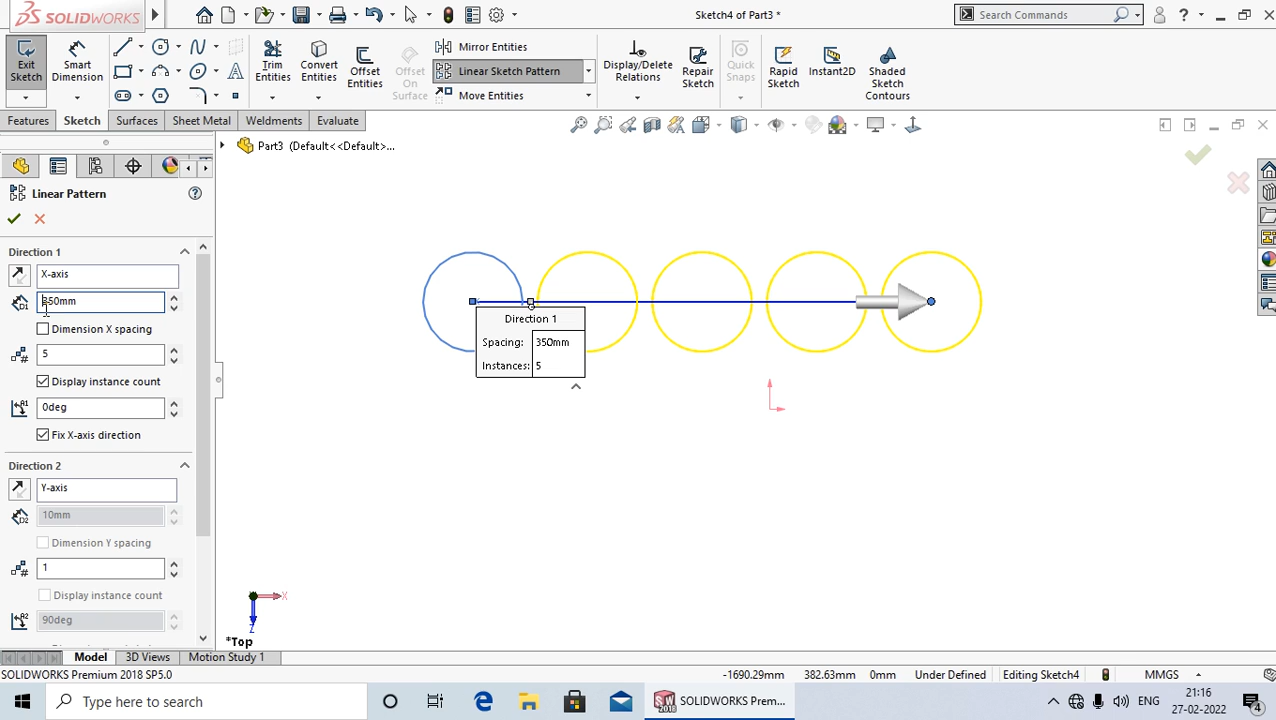 SOLIDWORKS
Sketch4 of Part3 *
Search Commands
Exit Sketch
Smart Dimension
Trim Entities
Convert Entities
Offset Entities
Offset On Surface
Mirror Entities
Linear Sketch Pattern
Move Entities
Display/Delete Relations
Repair Sketch
Quick Snaps
Rapid Sketch
Instant2D
Shaded Sketch Contours
Features
Sketch
Surfaces
Sheet Metal
Weldments
Evaluate
Part3 (Default<<Default>...
Linear Pattern
Direction 1
X-axis
350mm
Dimension X spacing
5
Display instance count
0deg
Fix X-axis direction
Direction 2
Y-axis
10mm
Dimension Y spacing
1
Display instance count
90deg
Direction 1
Spacing: 350mm
Instances: 5
X
Z
*Top
Model
3D Views
Motion Study 1
SOLIDWORKS Premium 2018 SP5.0
-1690.29mm
382.63mm
0mm
Under Defined
Editing Sketch4
MMGS
Type here to search
SOLIDWORKS Prem...
ENG
21:16
27-02-2022
4